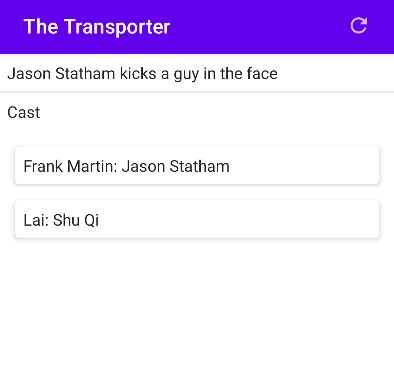 The Transporter
Jason Statham kicks a guy in the face
Cast
Frank Martin: Jason Statham
Lai: Shu Qi